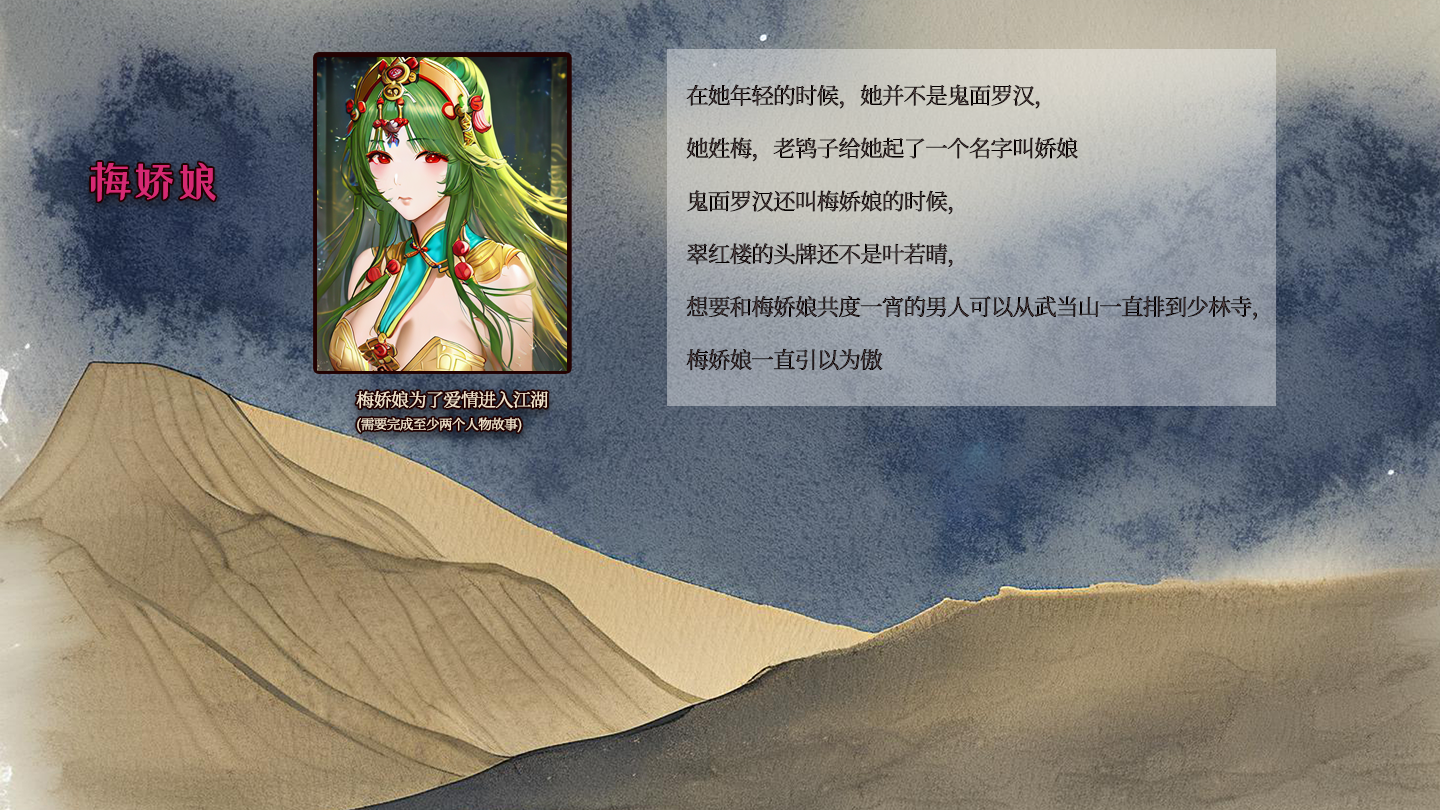 梅娇娘
梅娇娘为了爱情进入江湖
(需要完成至少两个人物故事)
在她年轻的时候，她并不是鬼面罗汉，
她姓梅，老鸨子给她起了一个名字叫娇娘
鬼面罗汉还叫梅娇娘的时候，
翠红楼的头牌还不是叶若晴，
想要和梅娇娘共度一宵的男人可以从武当山一直排到少林寺，
梅娇娘一直引以为傲